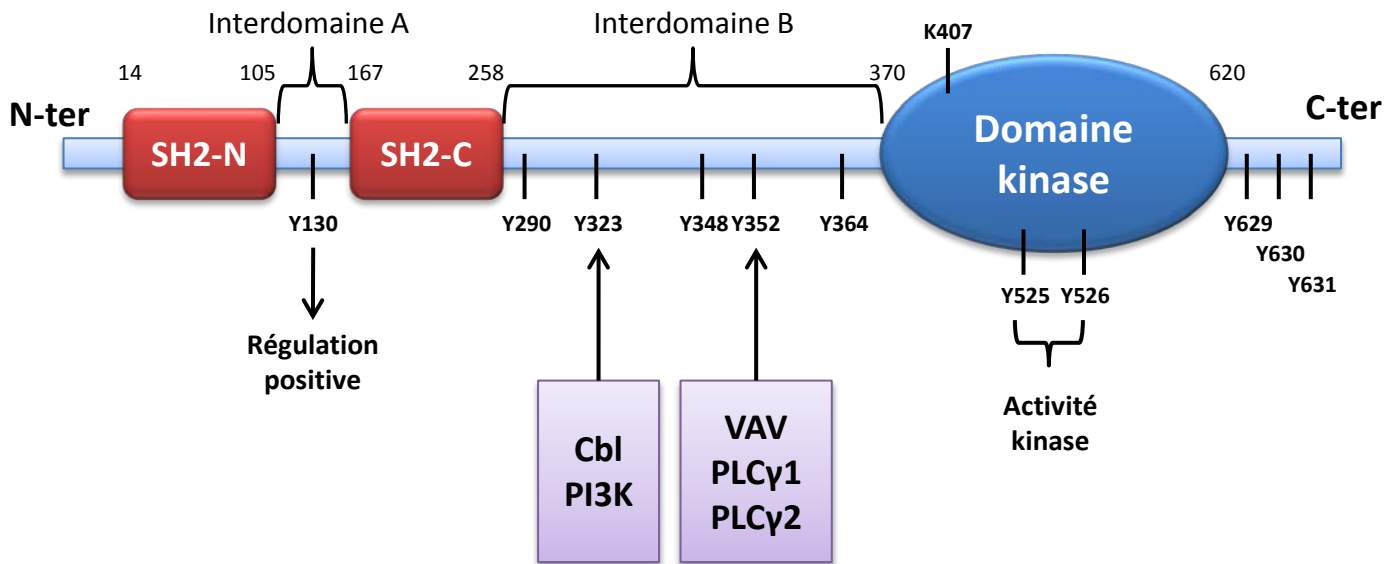 Interdomaine A
Interdomaine B
K407
14
105
167
258
370
620
N-ter
C-ter
SH2-N
SH2-C
Domaine
kinase
Y130
Y290
Y323
Y348
Y352
Y364
Y629
Y630
Y631
Y525
Y526
Régulation
positive
Activité
kinase
Cbl
PI3K
VAV
PLCγ1
PLCγ2